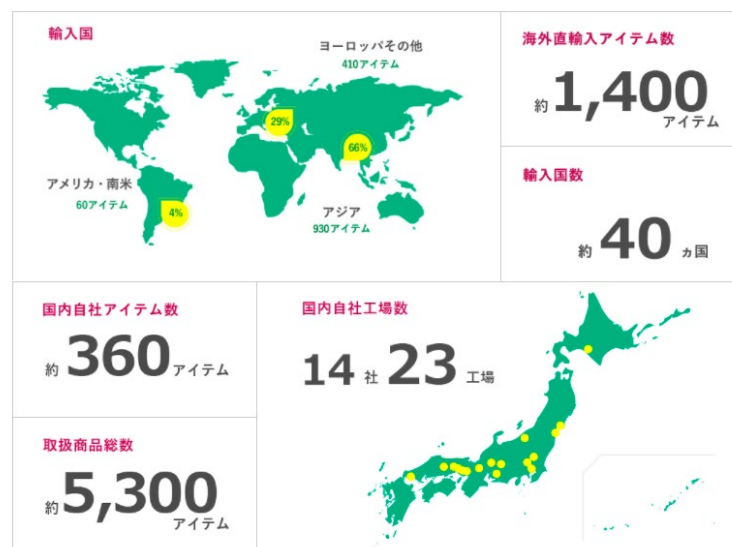 輸入国
ヨーロッパその他
410アイテム
29%
66%
アメリカ・南米
60アイテム
4%
アジア
930アイテム
海外直輸入アイテム数
約1,400
アイテム
輸入国数
約 40 ヵ国
国内自社アイテム数
約 360 アイテム
取扱商品総数
約5,300
アイテム
国内自社工場数
14 社 23 工場